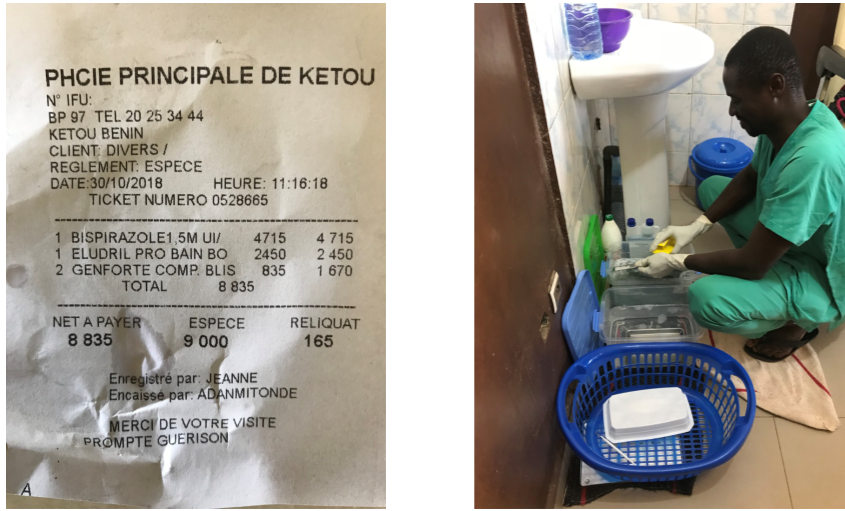 PHCIE PRINCIPALE DE KETOU
N° IFU:
BP 97 TEL 20 25 34 44
KETOU BENIN
CLIENT: DIVERS /
REGLEMENT: ESPECE
DATE:30/10/2018 HEURE: 11:16:18
TICKET NUMERO 0528665
1 BISPIRAZOLE1,5M UI/ 4715 4 715
1 ELUDRIL PRO BAIN BO 2450 2 450
2 GENFORTE COMP. BLIS 835 1 670
TOTAL 8 835
NET A PAYER ESPECE RELIQUAT
8 835 9 000 165
Enregistré par: JEANNE
Encaissé par: ADANMITONDE
MERCI DE VOTRE VISITE
PROMPTE GUERISON
A